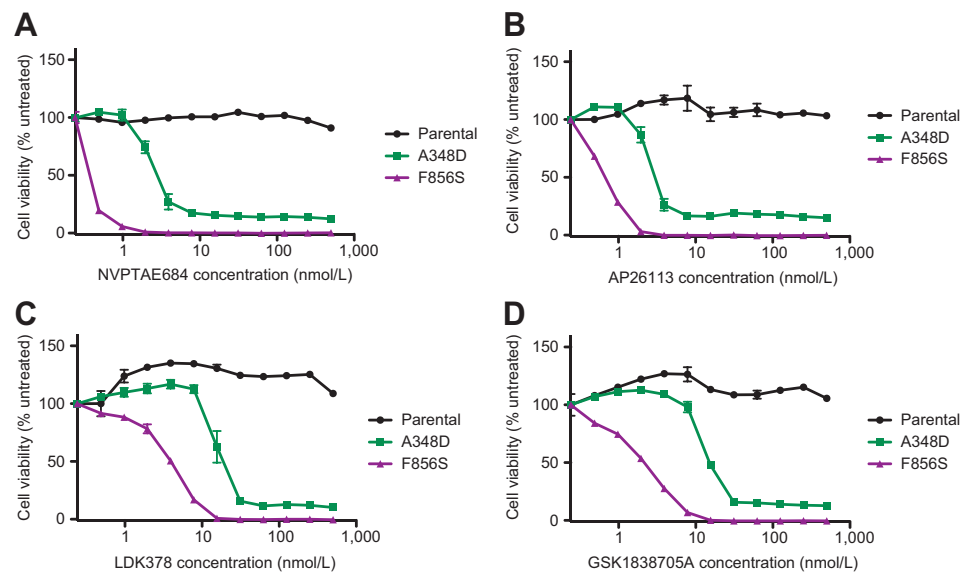 A
Cell viability (% untreated)
150
100
50
0
1
10
100
1,000
NVPTAE684 concentration (nmol/L)
Parental
A348D
F856S
B
Cell viability (% untreated)
150
100
50
0
1
10
100
1,000
AP26113 concentration (nmol/L)
Parental
A348D
F856S
C
Cell viability (% untreated)
150
100
50
0
1
10
100
1,000
LDK378 concentration (nmol/L)
Parental
A348D
F856S
D
Cell viability (% untreated)
150
100
50
0
1
10
100
1,000
GSK1838705A concentration (nmol/L)
Parental
A348D
F856S